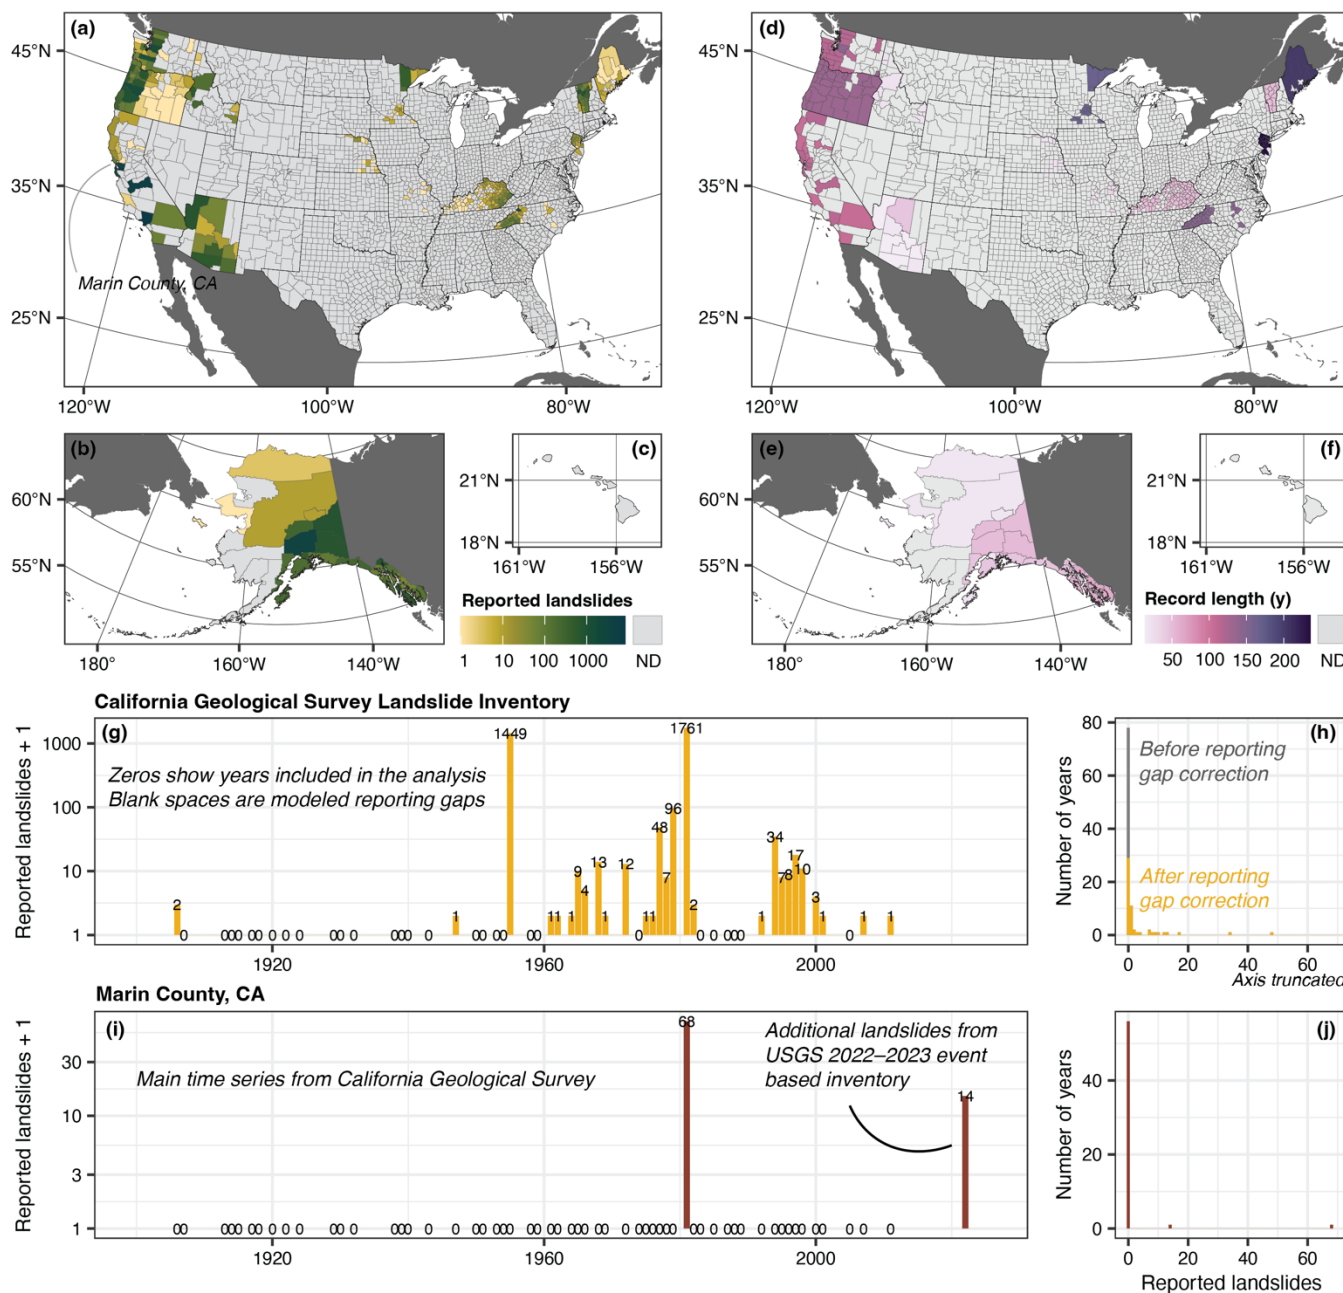 (a)
45°N
35°N
25°N
Marin County, CA
120°W
100°W
80°W
(d)
45°N
35°N
25°N
120°W
100°W
80°W
(b)
60°N
55°N
180°
160°W
140°W
(c)
21°N
18°N
161°W
156°W
Reported landslides
1
10
100
1000
ND
(e)
60°N
55°N
180°
160°W
140°W
(f)
21°N
18°N
161°W
156°W
Record length (y)
50
100
150
200
ND
California Geological Survey Landslide Inventory
(g)
Reported landslides + 1
1000
100
10
1
Zeros show years included in the analysis
Blank spaces are modeled reporting gaps
2
1
1449
1
1
1
9
4
13
1
12
1
1
48
7
96
1761
2
1
34
7
8
17
10
3
1
1
1
1920
1960
2000
(h)
Number of years
80
60
40
20
0
Before reporting
gap correction
After reporting
gap correction
0
20
40
60
Axis truncated
Marin County, CA
(i)
Reported landslides + 1
30
10
3
1
Main time series from California Geological Survey
68
Additional landslides from
USGS 2022–2023 event
based inventory
14
1920
1960
2000
(j)
Number of years
60
40
20
0
0
20
40
60
Reported landslides